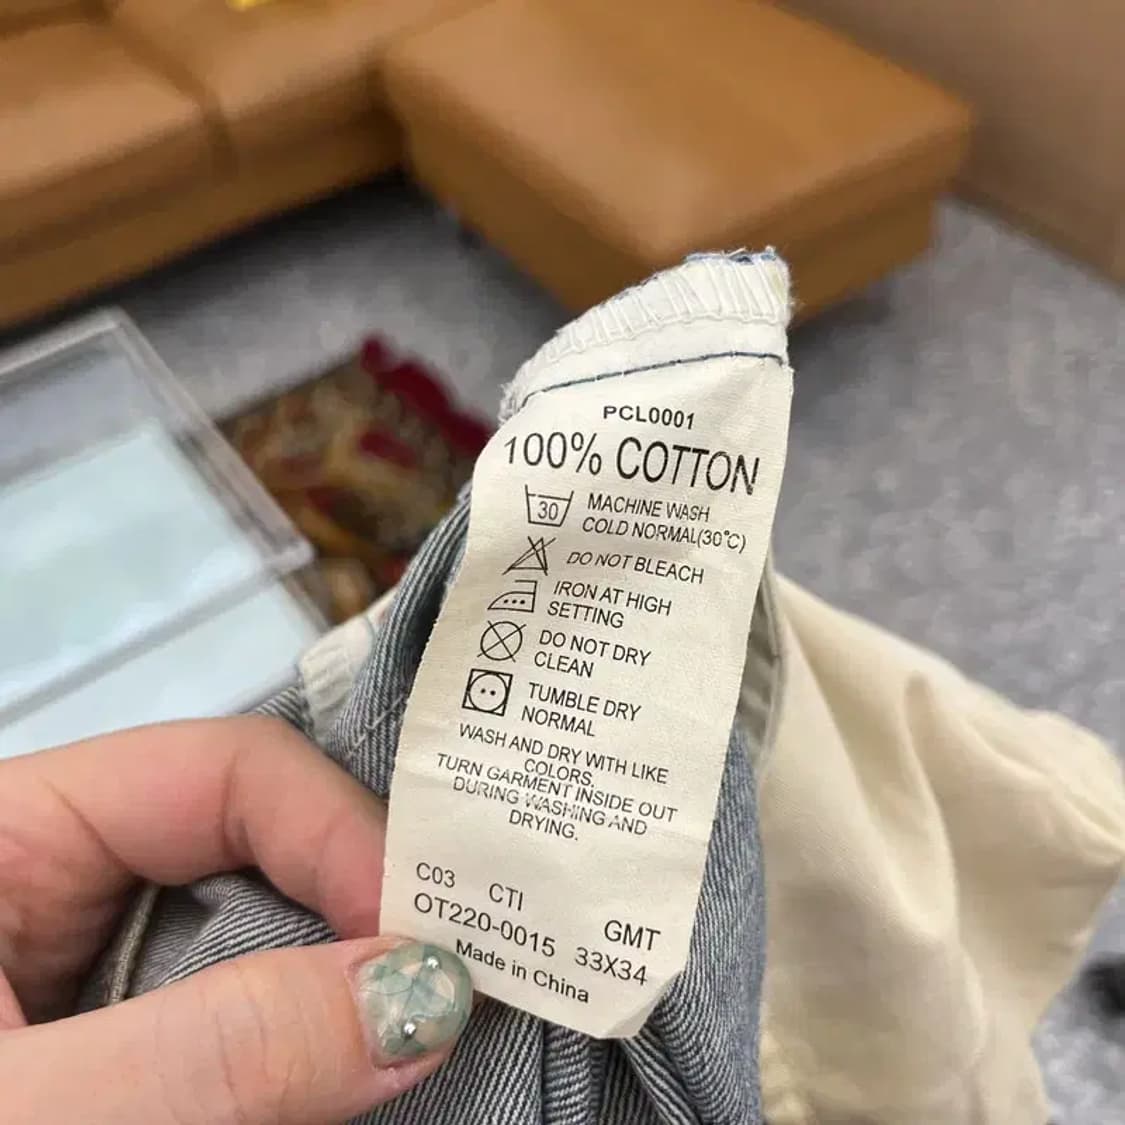 PCL0001
100% COTTON
30
MACHINE WASH
COLD NORMAL(30°C)
DO NOT BLEACH
IRON AT HIGH
SETTING
DO NOT DRY
CLEAN
TUMBLE DRY
NORMAL
WASH AND DRY WITH LIKE
COLORS.
TURN GARMENT INSIDE OUT
DURING WASHING AND
DRYING.
C03 CTI
GMT
OT220-0015 33X34
Made in China